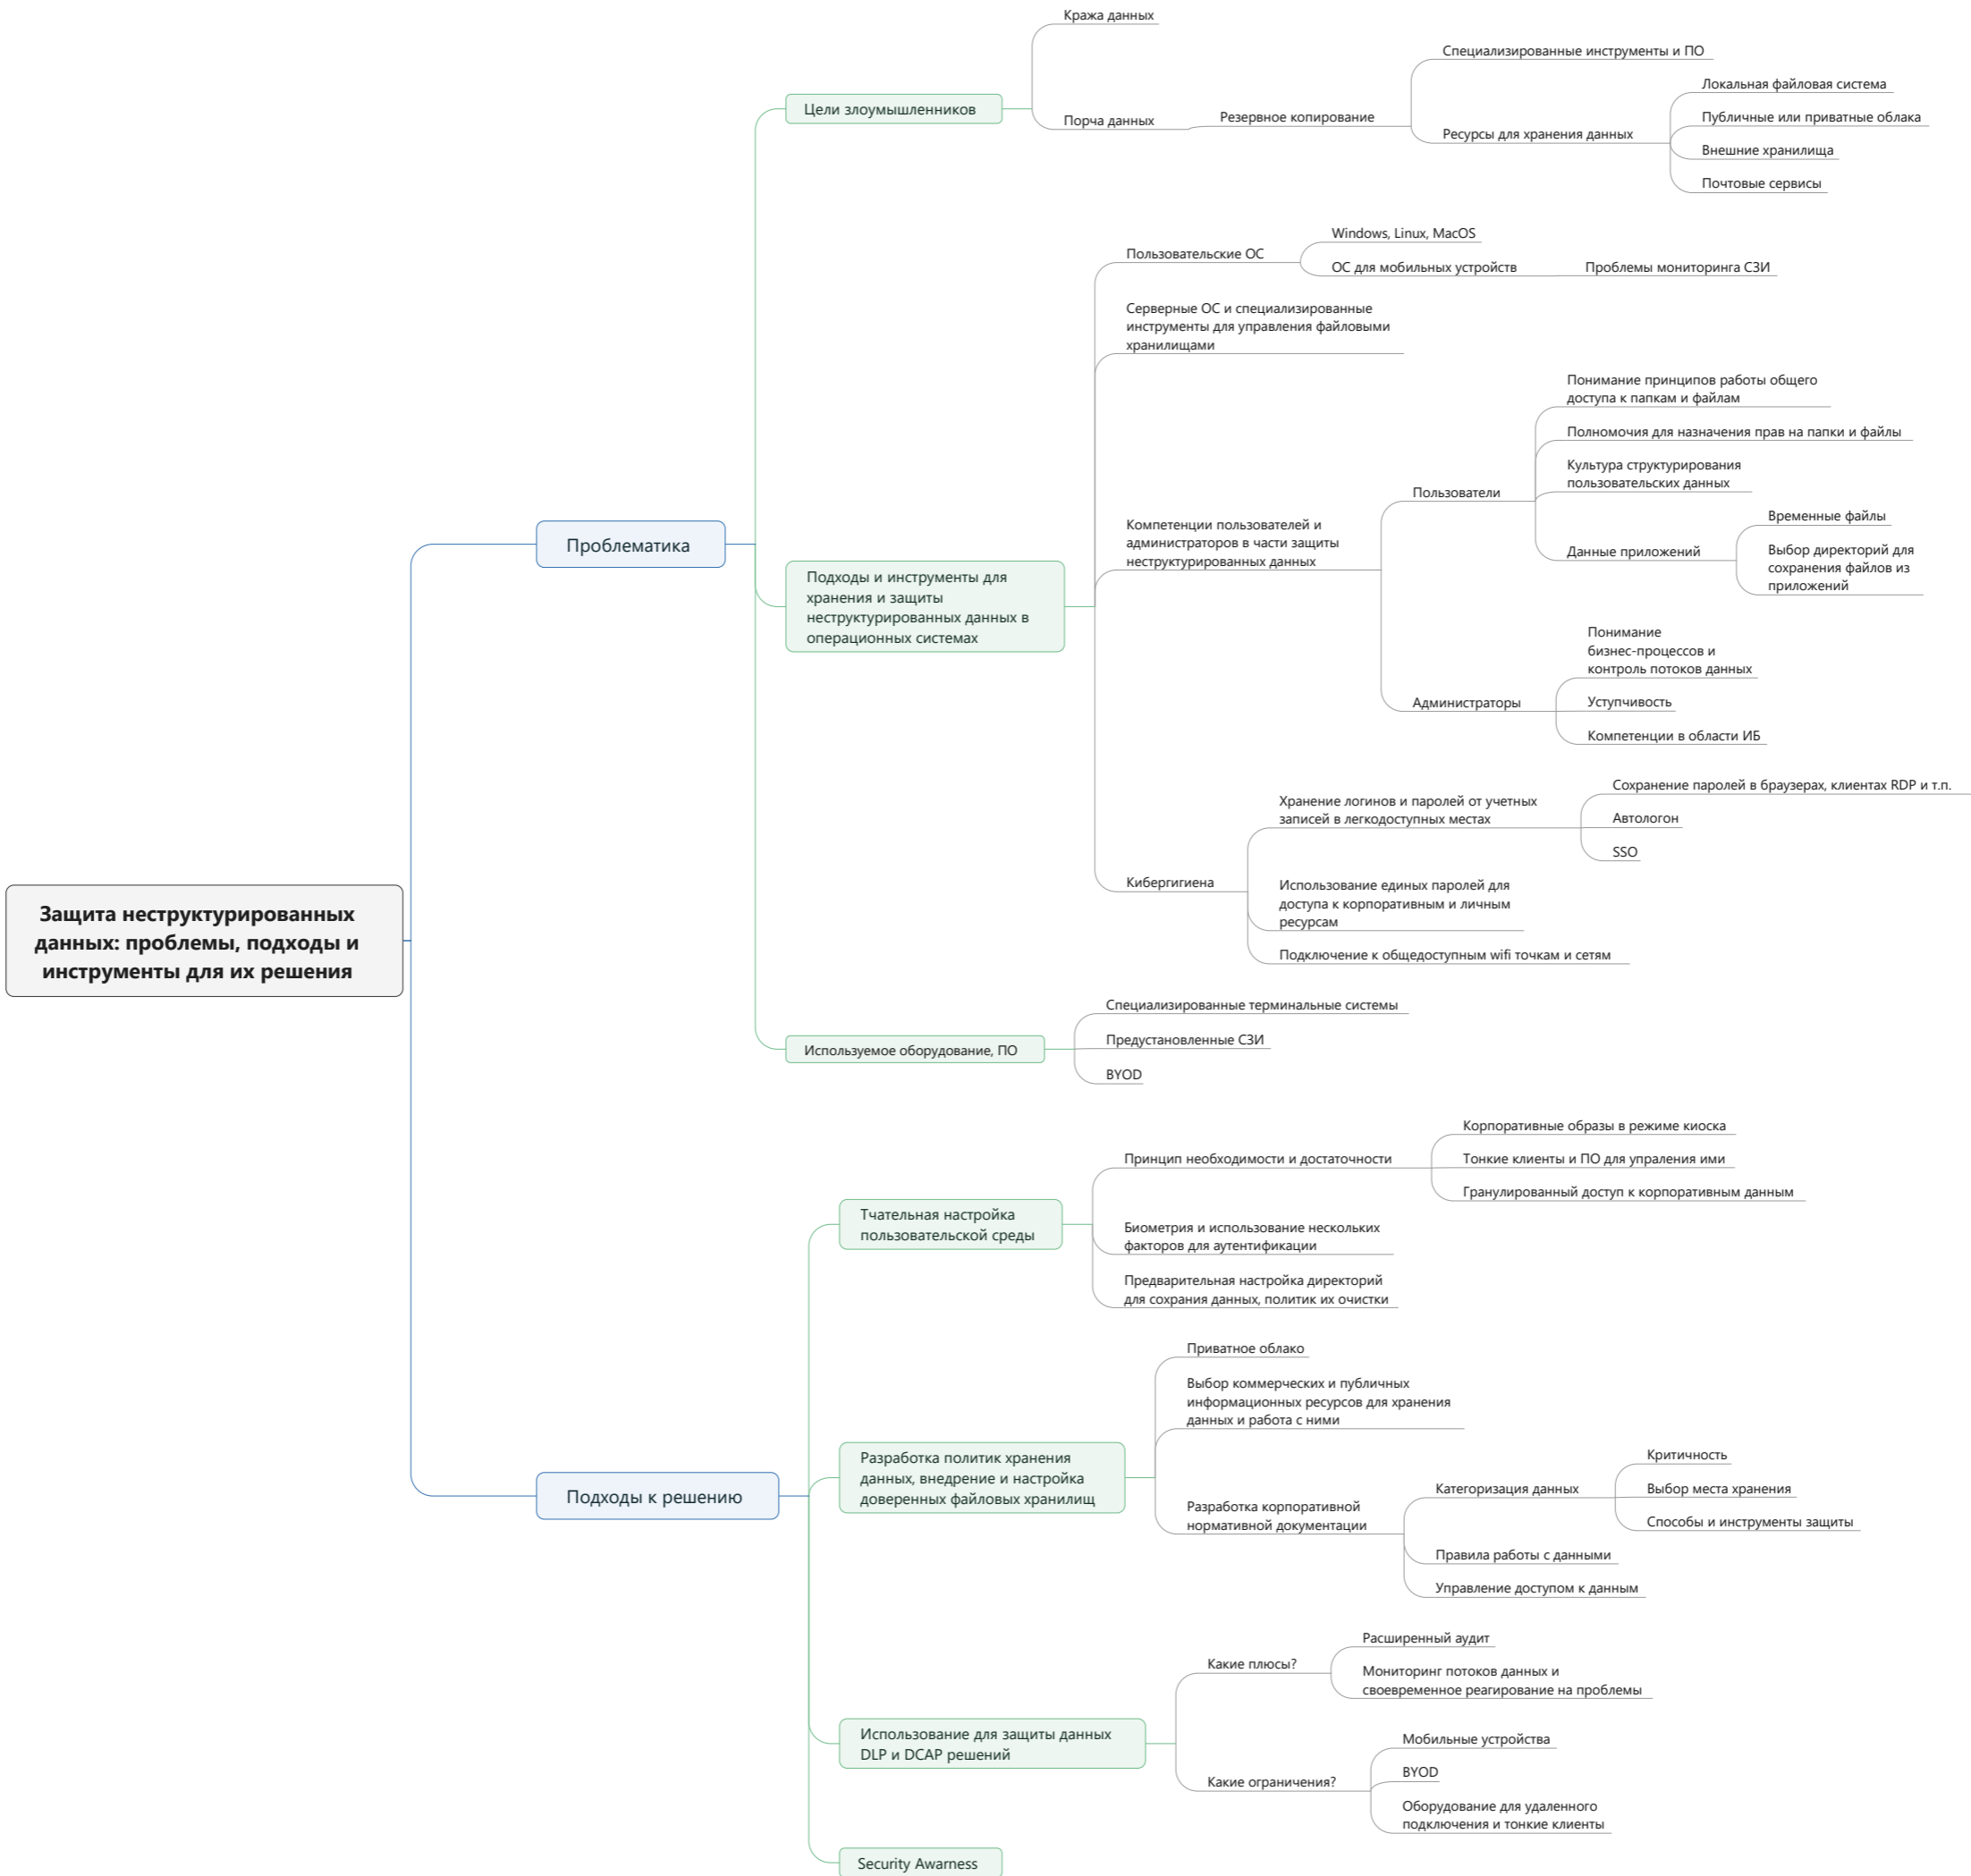 Защита неструктурированных
данных: проблемы, подходы и
инструменты для их решения
Проблематика
Цели злоумышленников
Кража данных
Порча данных
Резервное копирование
Специализированные инструменты и ПО
Ресурсы для хранения данных
Локальная файловая система
Публичные или приватные облака
Внешние хранилища
Почтовые сервисы
Подходы и инструменты для
хранения и защиты
неструктурированных данных в
операционных системах
Пользовательские ОС
Windows, Linux, MacOS
ОС для мобильных устройств
Проблемы мониторинга СЗИ
Серверные ОС и специализированные
инструменты для управления файловыми
хранилищами
Компетенции пользователей и
администраторов в части защиты
неструктурированных данных
Пользователи
Понимание принципов работы общего
доступа к папкам и файлам
Полномочия для назначения прав на папки и файлы
Культура структурирования
пользовательских данных
Данные приложений
Временные файлы
Выбор директорий для
сохранения файлов из
приложений
Администраторы
Понимание
бизнес-процессов и
контроль потоков данных
Уступчивость
Компетенции в области ИБ
Кибергигиена
Хранение логинов и паролей от учетных
записей в легкодоступных местах
Сохранение паролей в браузерах, клиентах RDP и т.п.
Автологон
SSO
Использование единых паролей для
доступа к корпоративным и личным
ресурсам
Подключение к общедоступным wifi точкам и сетям
Используемое оборудование, ПО
Специализированные терминальные системы
Предустановленные СЗИ
BYOD
Подходы к решению
Тчательная настройка
пользовательской среды
Принцип необходимости и достаточности
Корпоративные образы в режиме киоска
Тонкие клиенты и ПО для упраления ими
Гранулированный доступ к корпоративным данным
Биометрия и использование нескольких
факторов для аутентификации
Предварительная настройка директорий
для сохрания данных, политик их очистки
Разработка политик хранения
данных, внедрение и настройка
доверенных файловых хранилищ
Приватное облако
Выбор коммерческих и публичных
информационных ресурсов для хранения
данных и работа с ними
Разработка корпоративной
нормативной документации
Категоризация данных
Критичность
Выбор места хранения
Способы и инструменты защиты
Правила работы с данными
Управление доступом к данным
Использование для защиты данных
DLP и DCAP решений
Какие плюсы?
Расширенный аудит
Мониторинг потоков данных и
своевременное реагирование на проблемы
Какие ограничения?
Мобильные устройства
BYOD
Оборудование для удаленного
подключения и тонкие клиенты
Security Awarness